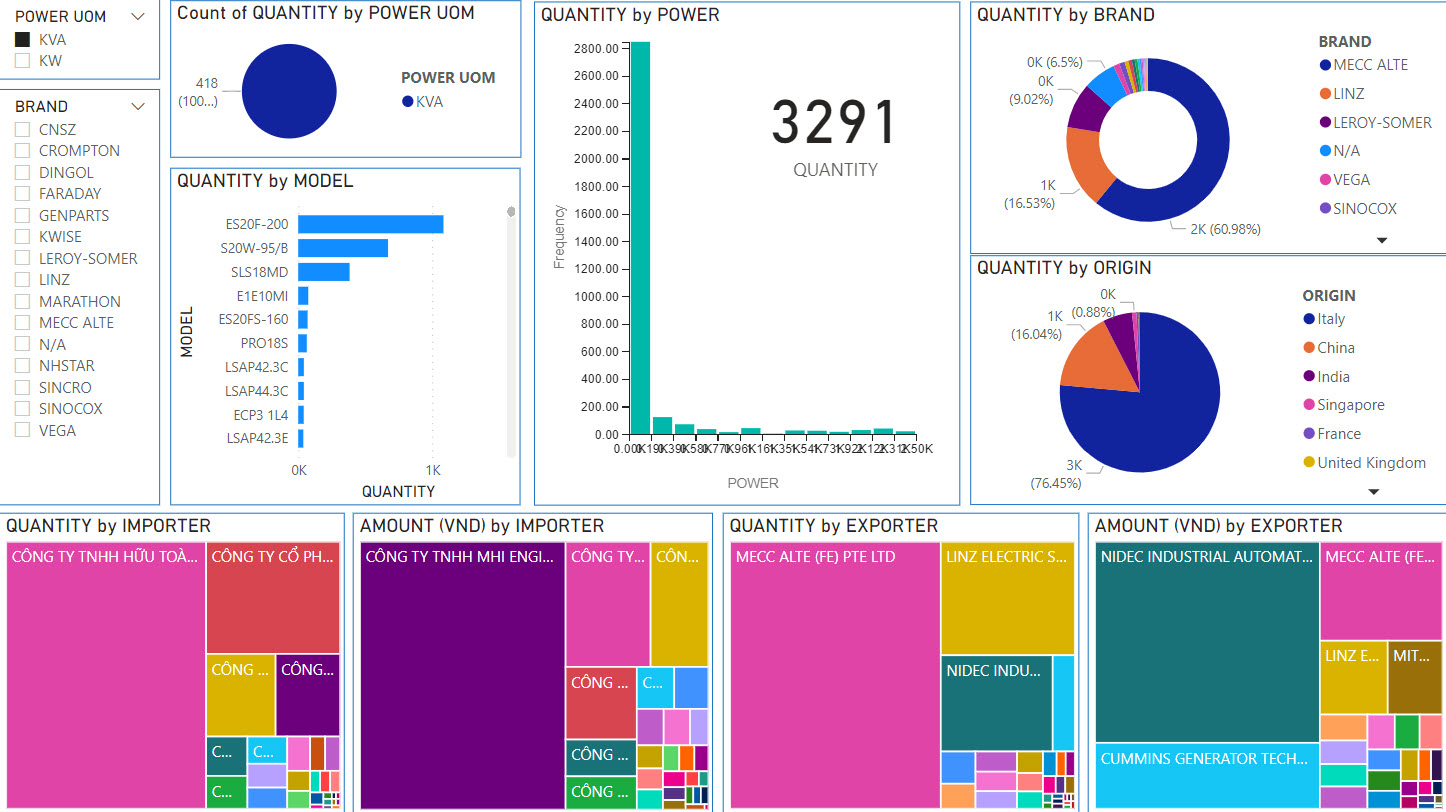 POWER UOM
KVA
KW
BRAND
CNSZ
CROMPTON
DINGOL
FARADAY
GENPARTS
KWISE
LEROY-SOMER
LINZ
MARATHON
MECC ALTE
N/A
NHSTAR
SINCRO
SINOCOX
VEGA
Count of QUANTITY by POWER UOM
418
(100...)
POWER UOM
KVA
QUANTITY by MODEL
MODEL
ES20F-200
S20W-95/B
SLS18MD
E1E10MI
ES20FS-160
PRO18S
LSAP42.3C
LSAP44.3C
ECP3 1L4
LSAP42.3E
0K
1K
QUANTITY
QUANTITY by POWER
Frequency
2800.00
2600.00
2400.00
2200.00
2000.00
1800.00
1600.00
1400.00
1200.00
1000.00
800.00
600.00
400.00
200.00
0.00
3291
QUANTITY
POWER
QUANTITY by BRAND
0K (6.5%)
0K
(9.02%)
1K
(16.53%)
2K (60.98%)
BRAND
MECC ALTE
LINZ
LEROY-SOMER
N/A
VEGA
SINOCOX
QUANTITY by ORIGIN
0K
(0.88%)
1K
(16.04%)
3K
(76.45%)
ORIGIN
Italy
China
India
Singapore
France
United Kingdom
QUANTITY by IMPORTER
CÔNG TY TNHH HỮU TOÀ...
CÔNG TY CỔ PH...
CÔNG ...
CÔNG...
C...
C...
C...
AMOUNT (VND) by IMPORTER
CÔNG TY TNHH MHI ENGI...
CÔNG TY...
CÔN...
CÔNG ...
C...
CÔNG ...
CÔNG ...
QUANTITY by EXPORTER
MECC ALTE (FE) PTE LTD
LINZ ELECTRIC S...
NIDEC INDU...
AMOUNT (VND) by EXPORTER
NIDEC INDUSTRIAL AUTOMAT...
MECC ALTE (FE...
LINZ E...
MIT...
CUMMINS GENERATOR TECH...